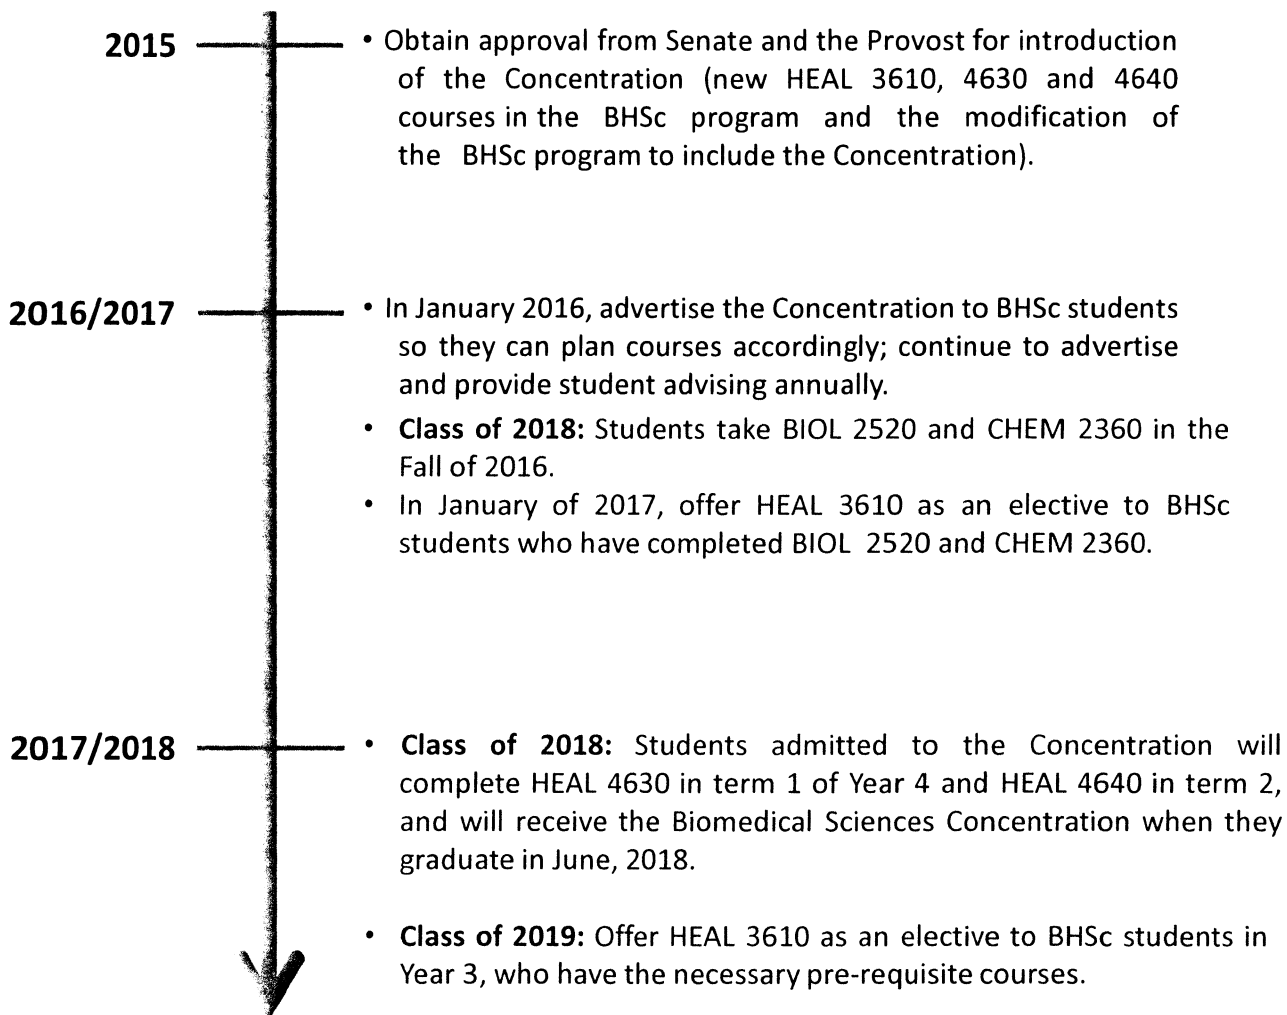 2015
• Obtain approval from Senate and the Provost for introduction
of the Concentration (new HEAL 3610, 4630 and 4640
courses in the BHSc program and the modification of
the BHSc program to include the Concentration).
2016/2017
• In January 2016, advertise the Concentration to BHSc students
so they can plan courses accordingly; continue to advertise
and provide student advising annually.
• Class of 2018: Students take BIOL 2520 and CHEM 2360 in the
Fall of 2016.
• In January of 2017, offer HEAL 3610 as an elective to BHSc
students who have completed BIOL 2520 and CHEM 2360.
2017/2018
• Class of 2018: Students admitted to the Concentration will
complete HEAL 4630 in term 1 of Year 4 and HEAL 4640 in term 2,
and will receive the Biomedical Sciences Concentration when they
graduate in June, 2018.
• Class of 2019: Offer HEAL 3610 as an elective to BHSc students in
Year 3, who have the necessary pre-requisite courses.